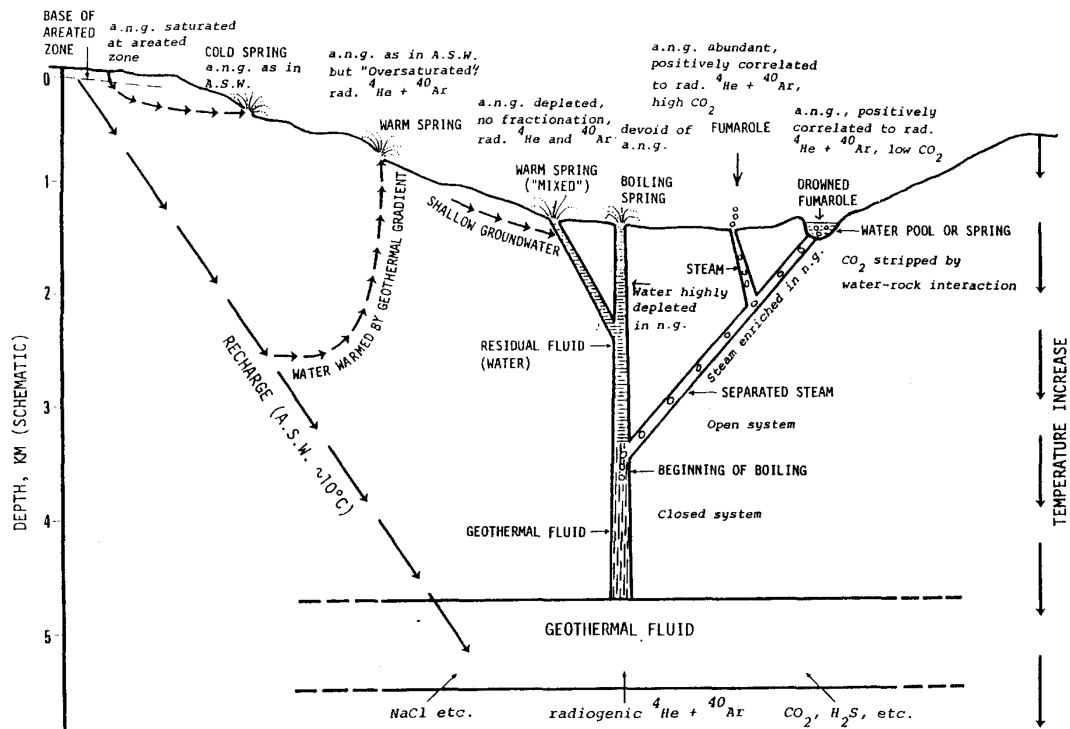 BASE OF
AREATED
ZONE
a.n.g. saturated
at areated
zone
COLD SPRING
a.n.g. as in
A.S.W.
a.n.g. as in A.S.W.
but "Oversaturated",
rad. ⁴He + ⁴⁰Ar
WARM SPRING
a.n.g. depleted,
no fractionation,
rad. ⁴He and ⁴⁰Ar
WARM SPRING
("MIXED")
devoid of
a.n.g.
BOILING
SPRING
a.n.g. abundant,
positively correlated
to rad. ⁴He + ⁴⁰Ar,
high CO₂
FUMAROLE
a.n.g., positively
correlated to rad.
⁴He + ⁴⁰Ar, low CO₂
DROWNED
FUMAROLE
WATER POOL OR SPRING
CO₂ stripped by
water-rock interaction
SHALLOW GROUNDWATER
STEAM
Water highly
depleted
in n.g.
Steam enriched in n.g.
WATER WARMED BY GEOTHERMAL GRADIENT
RESIDUAL FLUID
(WATER)
SEPARATED STEAM
Open system
BEGINNING OF BOILING
Closed system
GEOTHERMAL FLUID
RECHARGE (A.S.W. ~10°C)
GEOTHERMAL FLUID
NaCl etc.
radiogenic ⁴He + ⁴⁰Ar
CO₂, H₂S, etc.
DEPTH, KM (SCHEMATIC)
0
1
2
3
4
5
TEMPERATURE INCREASE